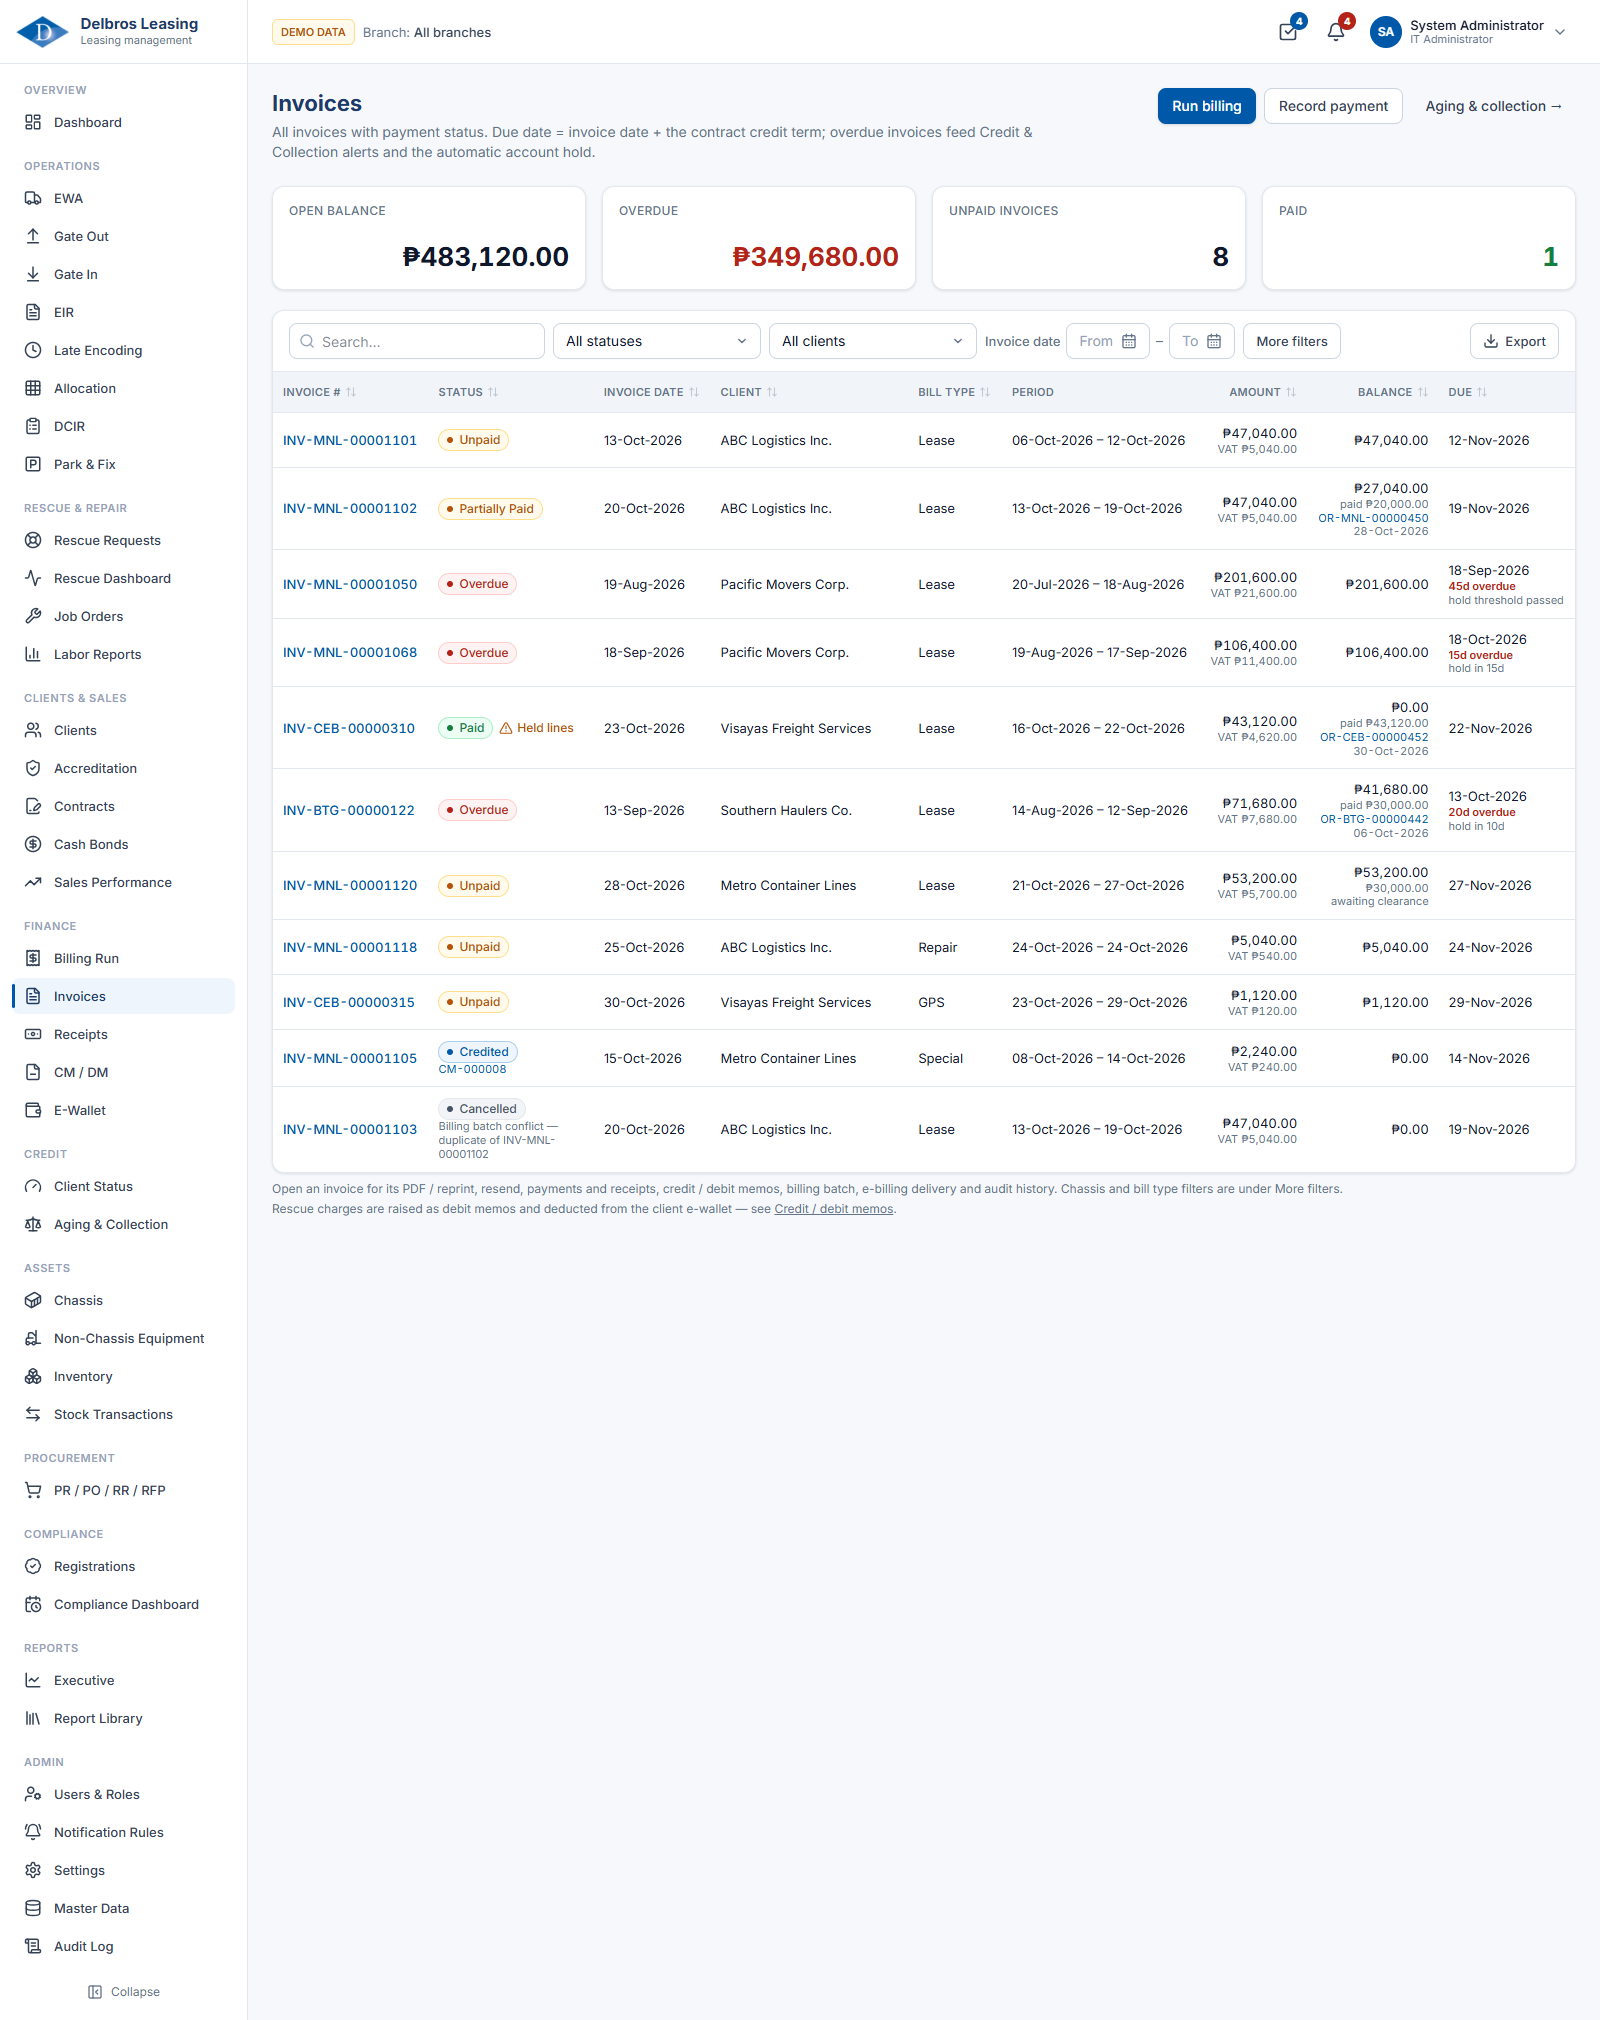 Delbros Leasing
Leasing management
DEMO DATA
Branch: All branches
4
4
SA
System Administrator
IT Administrator
OVERVIEW
Dashboard
OPERATIONS
EWA
Gate Out
Gate In
EIR
Late Encoding
Allocation
DCIR
Park & Fix
RESCUE & REPAIR
Rescue Requests
Rescue Dashboard
Job Orders
Labor Reports
CLIENTS & SALES
Clients
Accreditation
Contracts
Cash Bonds
Sales Performance
FINANCE
Billing Run
Invoices
Receipts
CM / DM
E-Wallet
CREDIT
Client Status
Aging & Collection
ASSETS
Chassis
Non-Chassis Equipment
Inventory
Stock Transactions
PROCUREMENT
PR / PO / RR / RFP
COMPLIANCE
Registrations
Compliance Dashboard
REPORTS
Executive
Report Library
ADMIN
Users & Roles
Notification Rules
Settings
Master Data
Audit Log
Collapse
Invoices
All invoices with payment status. Due date = invoice date + the contract credit term; overdue invoices feed Credit &
Collection alerts and the automatic account hold.
Run billing
Record payment
Aging & collection →
OPEN BALANCE
₱483,120.00
OVERDUE
₱349,680.00
UNPAID INVOICES
8
PAID
1
Search...
All statuses
All clients
Invoice date
From
–
To
More filters
Export
INVOICE # STATUS INVOICE DATE CLIENT BILL TYPE PERIOD AMOUNT BALANCE DUE
INV-MNL-00001101 Unpaid 13-Oct-2026 ABC Logistics Inc. Lease 06-Oct-2026 – 12-Oct-2026 ₱47,040.00 ₱47,040.00 12-Nov-2026
VAT ₱5,040.00
INV-MNL-00001102 Partially Paid 20-Oct-2026 ABC Logistics Inc. Lease 13-Oct-2026 – 19-Oct-2026 ₱47,040.00 ₱27,040.00 19-Nov-2026
VAT ₱5,040.00
paid ₱20,000.00
OR-MNL-00000450
28-Oct-2026
INV-MNL-00001050 Overdue 19-Aug-2026 Pacific Movers Corp. Lease 20-Jul-2026 – 18-Aug-2026 ₱201,600.00 ₱201,600.00 18-Sep-2026
VAT ₱21,600.00
45d overdue
hold threshold passed
INV-MNL-00001068 Overdue 18-Sep-2026 Pacific Movers Corp. Lease 19-Aug-2026 – 17-Sep-2026 ₱106,400.00 ₱106,400.00 18-Oct-2026
VAT ₱11,400.00
15d overdue
hold in 15d
INV-CEB-00000310 Paid Held lines 23-Oct-2026 Visayas Freight Services Lease 16-Oct-2026 – 22-Oct-2026 ₱43,120.00 ₱0.00 22-Nov-2026
VAT ₱4,620.00
paid ₱43,120.00
OR-CEB-00000452
30-Oct-2026
INV-BTG-00000122 Overdue 13-Sep-2026 Southern Haulers Co. Lease 14-Aug-2026 – 12-Sep-2026 ₱71,680.00 ₱41,680.00 13-Oct-2026
VAT ₱7,680.00
paid ₱30,000.00
OR-BTG-00000442
06-Oct-2026
20d overdue
hold in 10d
INV-MNL-00001120 Unpaid 28-Oct-2026 Metro Container Lines Lease 21-Oct-2026 – 27-Oct-2026 ₱53,200.00 ₱53,200.00 27-Nov-2026
VAT ₱5,700.00
₱30,000.00
awaiting clearance
INV-MNL-00001118 Unpaid 25-Oct-2026 ABC Logistics Inc. Repair 24-Oct-2026 – 24-Oct-2026 ₱5,040.00 ₱5,040.00 24-Nov-2026
VAT ₱540.00
INV-CEB-00000315 Unpaid 30-Oct-2026 Visayas Freight Services GPS 23-Oct-2026 – 29-Oct-2026 ₱1,120.00 ₱1,120.00 29-Nov-2026
VAT ₱120.00
INV-MNL-00001105 Credited 15-Oct-2026 Metro Container Lines Special 08-Oct-2026 – 14-Oct-2026 ₱2,240.00 ₱0.00 14-Nov-2026
CM-000008
VAT ₱240.00
INV-MNL-00001103 Cancelled 20-Oct-2026 ABC Logistics Inc. Lease 13-Oct-2026 – 19-Oct-2026 ₱47,040.00 ₱0.00 19-Nov-2026
Billing batch conflict —
duplicate of INV-MNL-
00001102
VAT ₱5,040.00
Open an invoice for its PDF / reprint, resend, payments and receipts, credit / debit memos, billing batch, e-billing delivery and audit history. Chassis and bill type filters are under More filters.
Rescue charges are raised as debit memos and deducted from the client e-wallet — see Credit / debit memos.